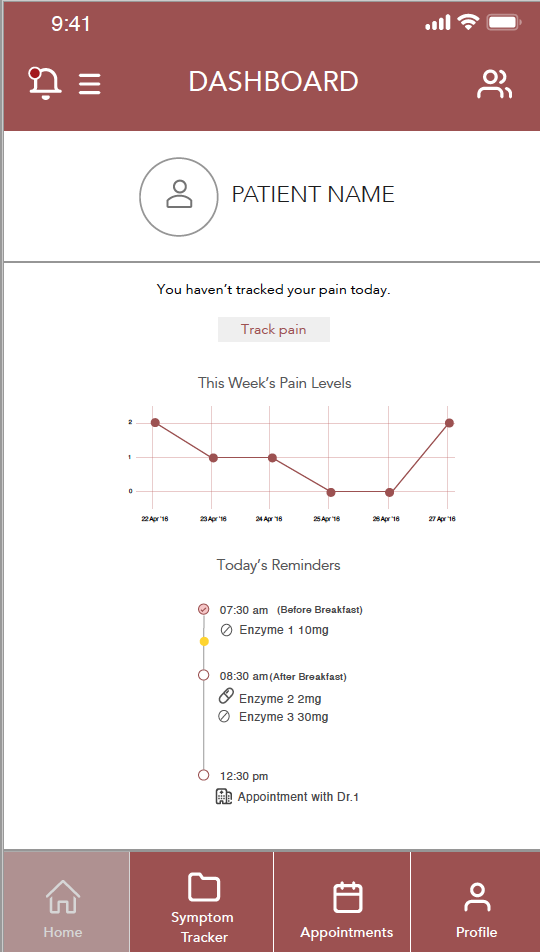 9:41
DASHBOARD
PATIENT NAME
You haven't tracked your pain today.
Track pain
This Week's Pain Levels
2
1
0
22 Apr '16 23 Apr '16 24 Apr '16 25 Apr '16 26 Apr '16 27 Apr '16
Today's Reminders
07:30 am (Before Breakfast)
Enzyme 1 10mg
08:30 am (After Breakfast)
Enzyme 2 2mg
Enzyme 3 30mg
12:30 pm
Appointment with Dr.1
Home
Symptom
Tracker
Appointments
Profile